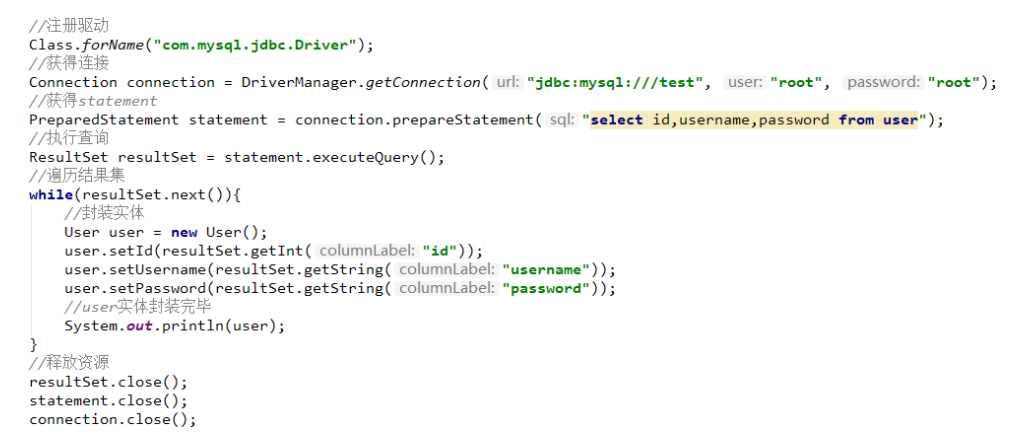 //注册驱动
Class.forName("com.mysql.jdbc.Driver");
//获得连接
Connection connection = DriverManager.getConnection( url: "jdbc:mysql:///test", user: "root", password: "root");
//获得statement
PreparedStatement statement = connection.prepareStatement( sql: "select id,username,password from user");
//执行查询
ResultSet resultSet = statement.executeQuery();
//遍历结果集
while(resultSet.next()){
    //封装实体
    User user = new User();
    user.setId(resultSet.getInt( columnLabel: "id"));
    user.setUsername(resultSet.getString( columnLabel: "username"));
    user.setPassword(resultSet.getString( columnLabel: "password"));
    //user实体封装完毕
    System.out.println(user);
}
//释放资源
resultSet.close();
statement.close();
connection.close();